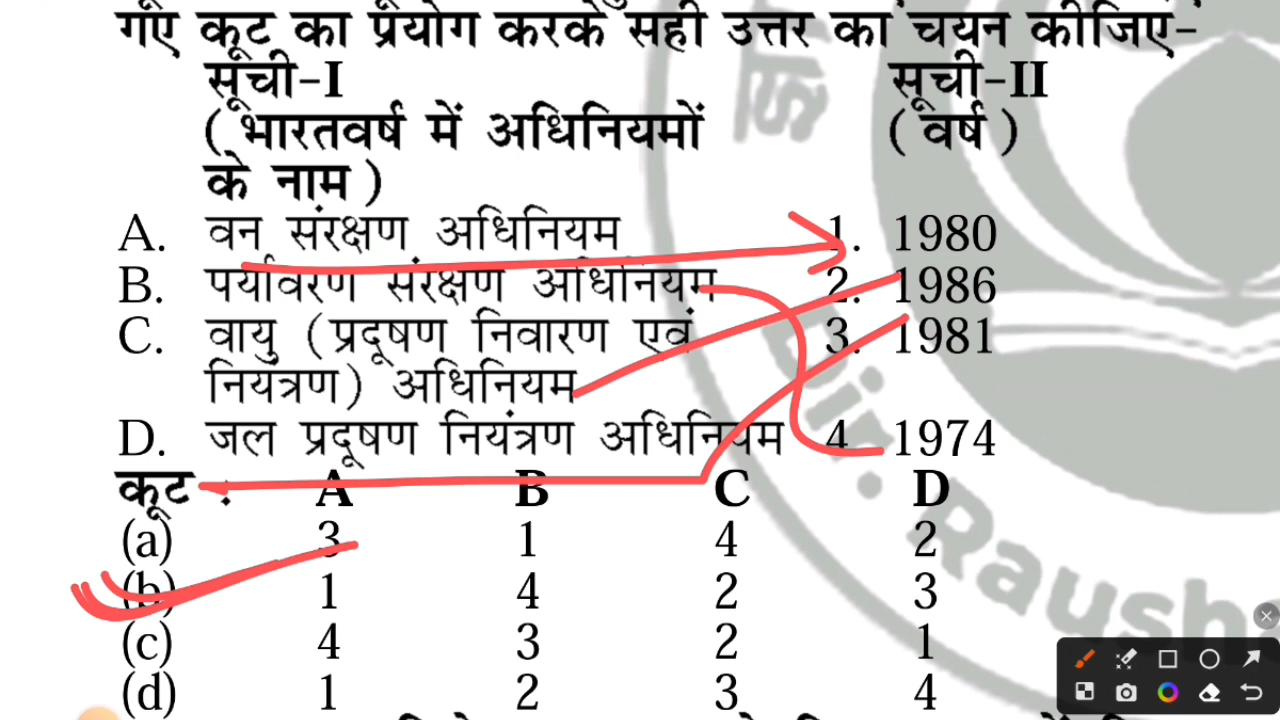 गए कूट का प्रयोग करके सही उत्तर का चयन कीजिए-
सूची-I सूची-II
( भारतवर्ष में अधिनियमों ( वर्ष )
के नाम )
A. वन संरक्षण अधिनियम 1. 1980
B. पर्यावरण संरक्षण अधिनियम 2. 1986
C. वायु (प्रदूषण निवारण एवं 3. 1981
नियंत्रण) अधिनियम
D. जल प्रदूषण नियंत्रण अधिनियम 4. 1974
कूट : A B C D
(a) 3 1 4 2
(b) 1 4 2 3
(c) 4 3 2 1
(d) 1 2 3 4
Dir. Rausha